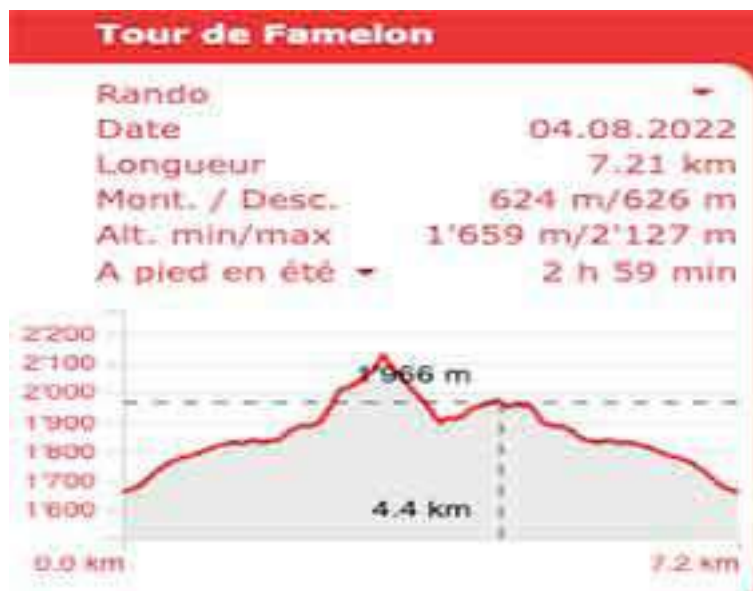 Tour de Famelon
Rando
Date 04.08.2022
Longueur 7.21 km
Mont. / Desc. 624 m/626 m
Alt. min/max 1'659 m/2'127 m
A pied en été 2 h 59 min
2'200
2'100
1'966 m
2'000
1'900
1'800
1'700
1'600
4.4 km
0.0 km 7.2 km